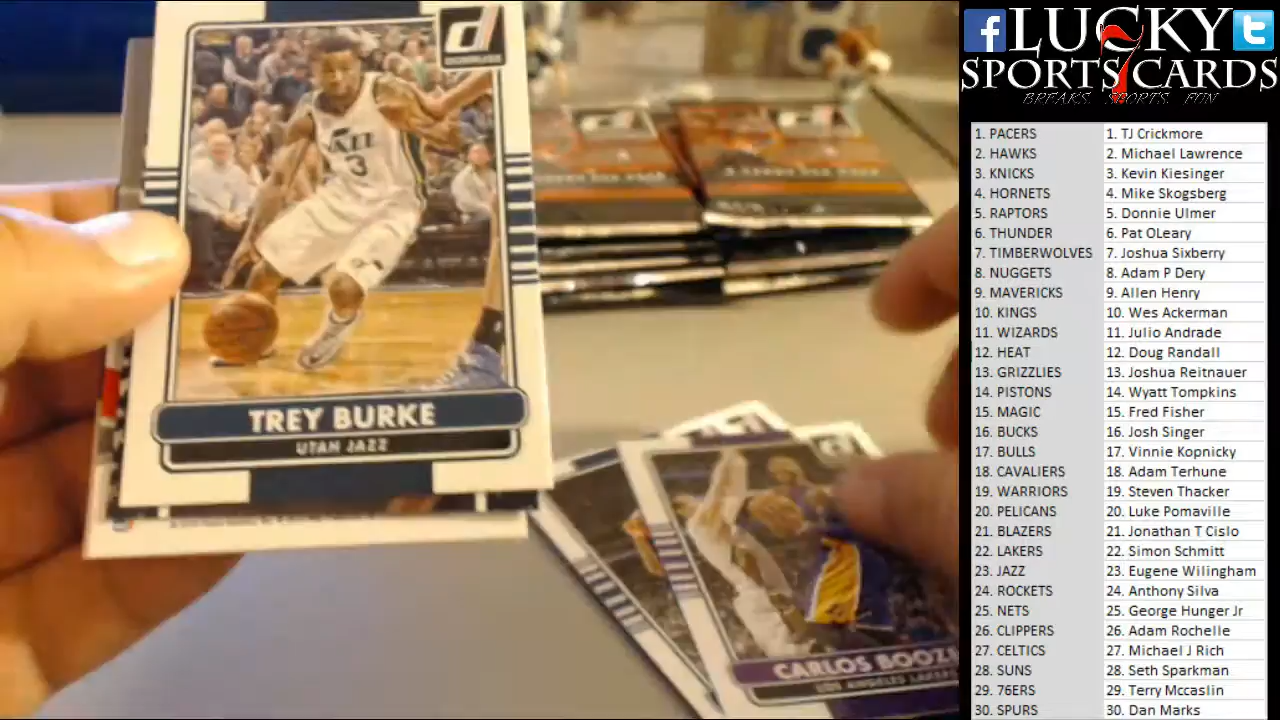 DONRUSS
JAZZ
3
TREY BURKE
UTAH JAZZ
CARLOS BOOZ
LOS ANGELES LAKERS
LUCKY
7
SPORTS CARDS
BREAKS SPORTS FUN
1. PACERS 1. TJ Crickmore
2. HAWKS 2. Michael Lawrence
3. KNICKS 3. Kevin Kiesinger
4. HORNETS 4. Mike Skogsberg
5. RAPTORS 5. Donnie Ulmer
6. THUNDER 6. Pat OLeary
7. TIMBERWOLVES 7. Joshua Sixberry
8. NUGGETS 8. Adam P Dery
9. MAVERICKS 9. Allen Henry
10. KINGS 10. Wes Ackerman
11. WIZARDS 11. Julio Andrade
12. HEAT 12. Doug Randall
13. GRIZZLIES 13. Joshua Reitnauer
14. PISTONS 14. Wyatt Tompkins
15. MAGIC 15. Fred Fisher
16. BUCKS 16. Josh Singer
17. BULLS 17. Vinnie Kopnicky
18. CAVALIERS 18. Adam Terhune
19. WARRIORS 19. Steven Thacker
20. PELICANS 20. Luke Pomaville
21. BLAZERS 21. Jonathan T Cislo
22. LAKERS 22. Simon Schmitt
23. JAZZ 23. Eugene Wilingham
24. ROCKETS 24. Anthony Silva
25. NETS 25. George Hunger Jr
26. CLIPPERS 26. Adam Rochelle
27. CELTICS 27. Michael J Rich
28. SUNS 28. Seth Sparkman
29. 76ERS 29. Terry Mccaslin
30. SPURS 30. Dan Marks